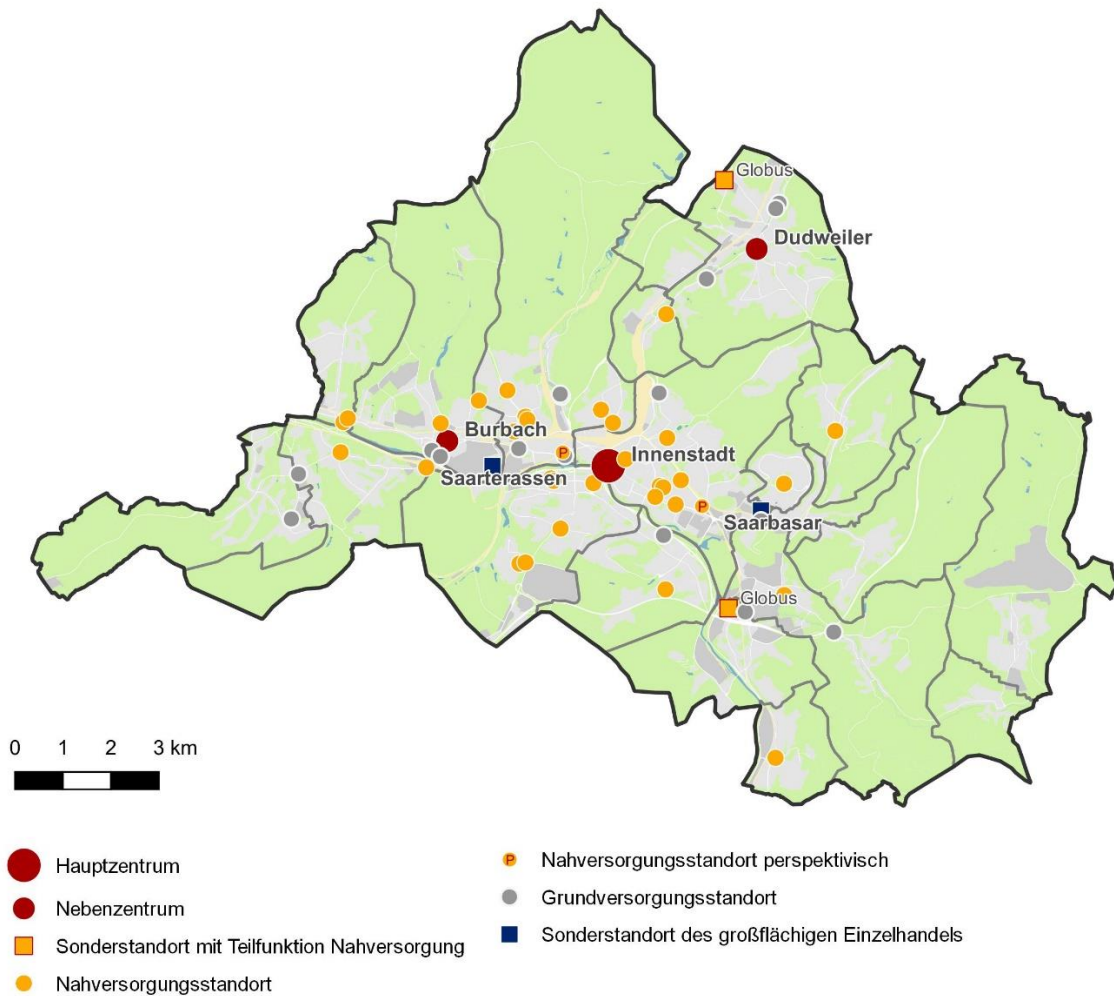 Globus
Dudweiler
Burbach
P
Innenstadt
Saarterassen
P
Saarbasar
Globus
0 1 2 3 km
Hauptzentrum
Nebenzentrum
Sonderstandort mit Teilfunktion Nahversorgung
Nahversorgungsstandort
P Nahversorgungsstandort perspektivisch
Grundversorgungsstandort
Sonderstandort des großflächigen Einzelhandels